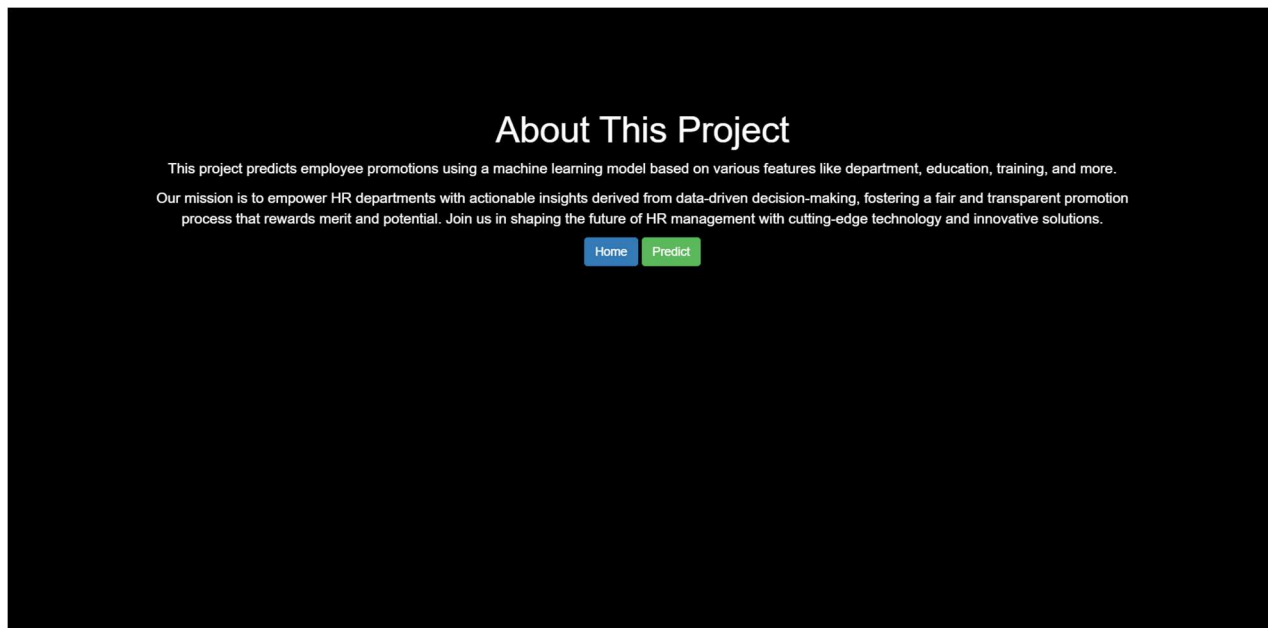 About This Project
This project predicts employee promotions using a machine learning model based on various features like department, education, training, and more.
Our mission is to empower HR departments with actionable insights derived from data-driven decision-making, fostering a fair and transparent promotion
process that rewards merit and potential. Join us in shaping the future of HR management with cutting-edge technology and innovative solutions.
Home Predict